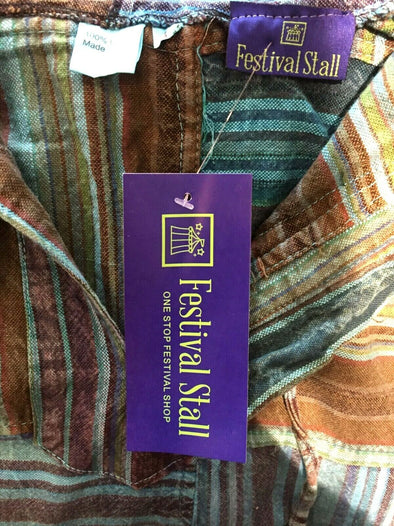 100%
Made
Festival Stall
Festival Stall
ONE STOP FESTIVAL SHOP